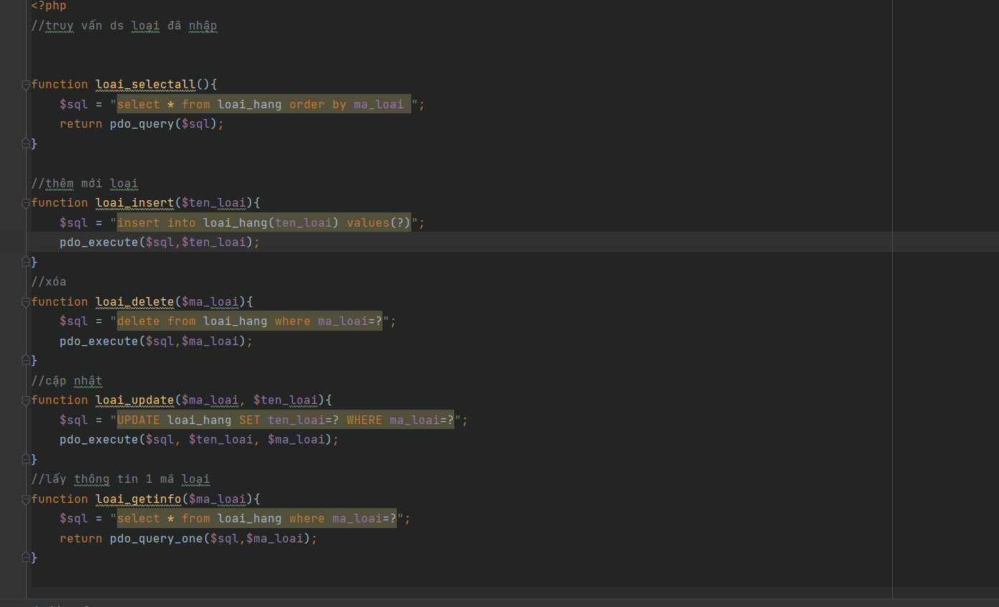 <?php
//truy vấn ds loại đã nhập
function loai_selectall(){
$sql = "select * from loai_hang order by ma_loai ";
return pdo_query($sql);
}
//thêm mới loại
function loai_insert($ten_loai){
$sql = "insert into loai_hang(ten_loai) values(?)";
pdo_execute($sql,$ten_loai);
}
//xóa
function loai_delete($ma_loai){
$sql = "delete from loai_hang where ma_loai=?";
pdo_execute($sql,$ma_loai);
}
//cập nhật
function loai_update($ma_loai, $ten_loai){
$sql = "UPDATE loai_hang SET ten_loai=? WHERE ma_loai=?";
pdo_execute($sql, $ten_loai, $ma_loai);
}
//lấy thông tin 1 mã loại
function loai_getinfo($ma_loai){
$sql = "select * from loai_hang where ma_loai=?";
return pdo_query_one($sql,$ma_loai);
}